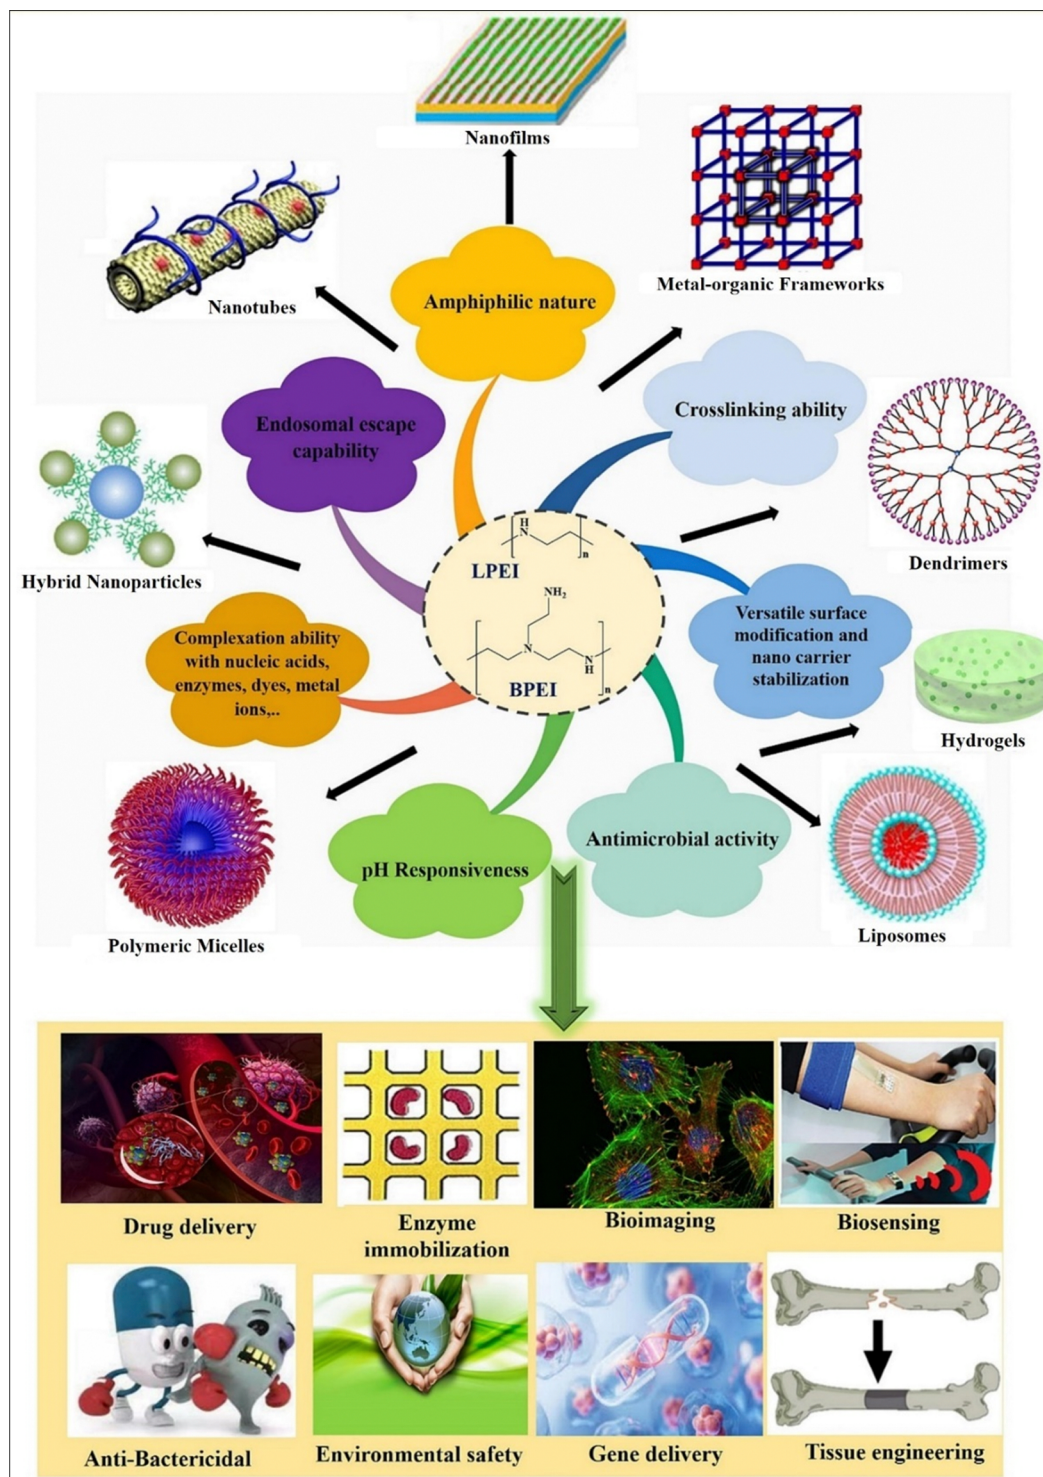 Nanofilms
Metal-organic Frameworks
Nanotubes
Amphiphilic nature
Crosslinking ability
Endosomal escape
capability
Dendrimers
Hybrid Nanoparticles
H
N
n
LPEI
NH₂
N
N
H
n
BPEI
Versatile surface
modification and
nano carrier
stabilization
Complexation ability
with nucleic acids,
enzymes, dyes, metal
ions,..
Hydrogels
Antimicrobial activity
pH Responsiveness
Polymeric Micelles
Liposomes
Drug delivery
Enzyme
immobilization
Bioimaging
Biosensing
Anti-Bactericidal
Environmental safety
Gene delivery
Tissue engineering